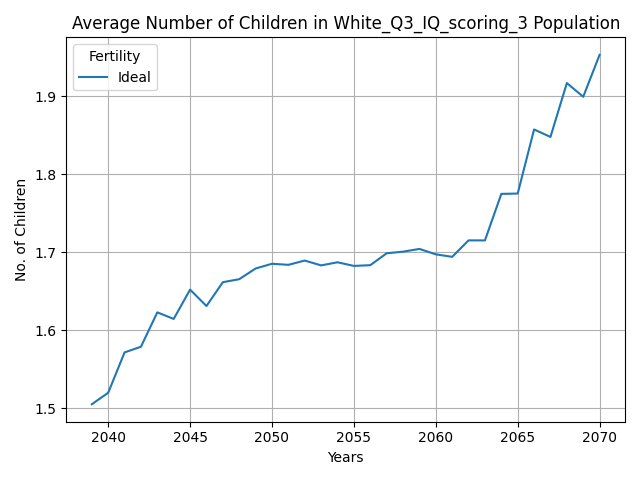 Average Number of Children in White_Q3_IQ_scoring_3 Population
Fertility
Ideal
No. of Children
1.9
1.8
1.7
1.6
1.5
2040 2045 2050 2055 2060 2065 2070
Years